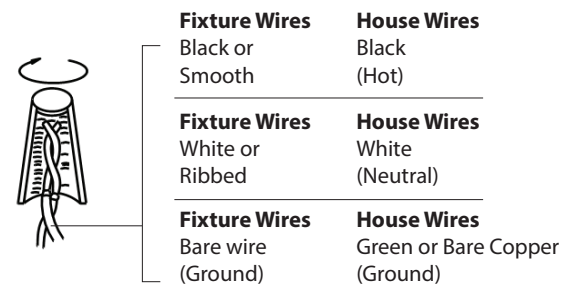 Fixture Wires House Wires
Black or Black
Smooth (Hot)
Fixture Wires House Wires
White or White
Ribbed (Neutral)
Fixture Wires House Wires
Bare wire Green or Bare Copper
(Ground) (Ground)